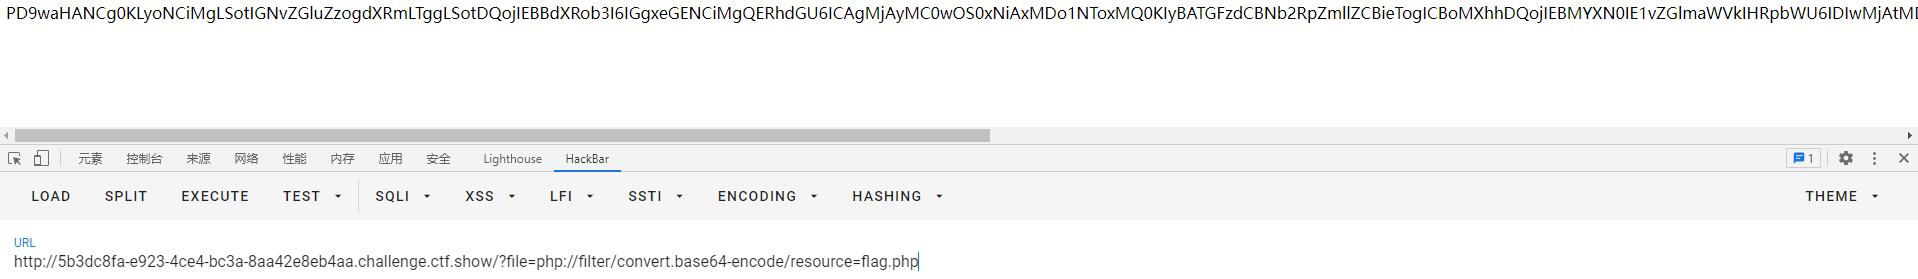 PD9waHANCg0KLyoNCiMgLSotIGNvZGluZzogdXRmLTggLSotDQojIEBBdXRob3I6IGgxeGENCiMgQERhdGU6ICAgMjAyMC0wOS0xNiAxMDo1NToxMQ0KIyBATGFzdCBNb2RpZmllZCBieTogICBoMXhhDQojIEBMYXN0IE1vZGlmaWVkIHRpbWU6IDIwMjAtMD
元素 控制台 来源 网络 性能 内存 应用 安全 Lighthouse HackBar 1
LOAD SPLIT EXECUTE TEST SQLI XSS LFI SSTI ENCODING HASHING THEME
URL
http://5b3dc8fa-e923-4ce4-bc3a-8aa42e8eb4aa.challenge.ctf.show/?file=php://filter/convert.base64-encode/resource=flag.php